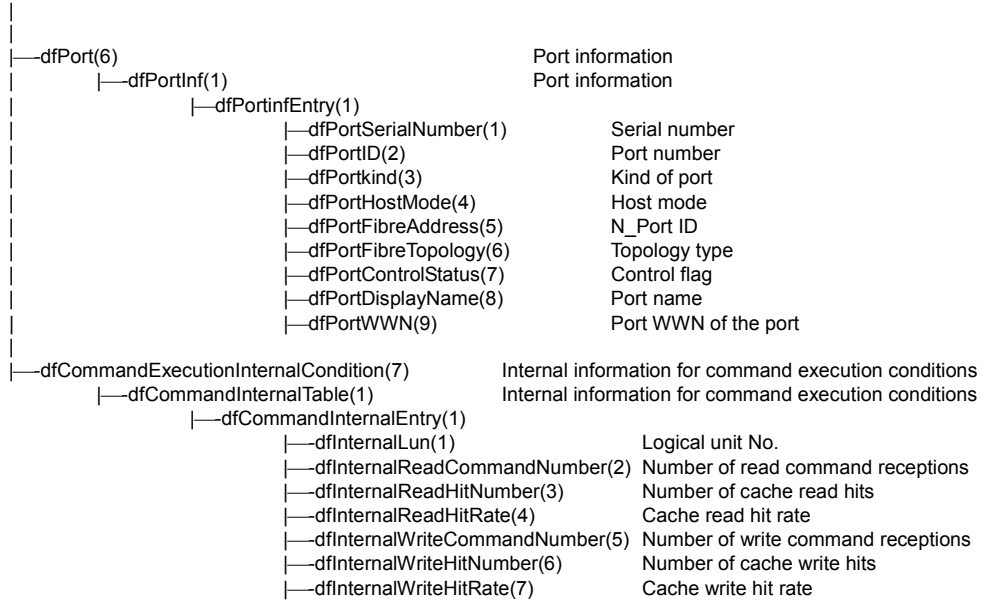 |
|
|—-dfPort(6) Port information
| |—-dfPortInf(1) Port information
| |—dfPortinfEntry(1)
| |—dfPortSerialNumber(1) Serial number
| |—dfPortID(2) Port number
| |—dfPortkind(3) Kind of port
| |—dfPortHostMode(4) Host mode
| |—dfPortFibreAddress(5) N_Port ID
| |—dfPortFibreTopology(6) Topology type
| |—dfPortControlStatus(7) Control flag
| |—dfPortDisplayName(8) Port name
| |—dfPortWWN(9) Port WWN of the port
|
|—-dfCommandExecutionInternalCondition(7) Internal information for command execution conditions
|—-dfCommandInternalTable(1) Internal information for command execution conditions
|—-dfCommandInternalEntry(1)
|—-dfInternalLun(1) Logical unit No.
|—-dfInternalReadCommandNumber(2) Number of read command receptions
|—-dfInternalReadHitNumber(3) Number of cache read hits
|—-dfInternalReadHitRate(4) Cache read hit rate
|—-dfInternalWriteCommandNumber(5) Number of write command receptions
|—-dfInternalWriteHitNumber(6) Number of cache write hits
|—-dfInternalWriteHitRate(7) Cache write hit rate